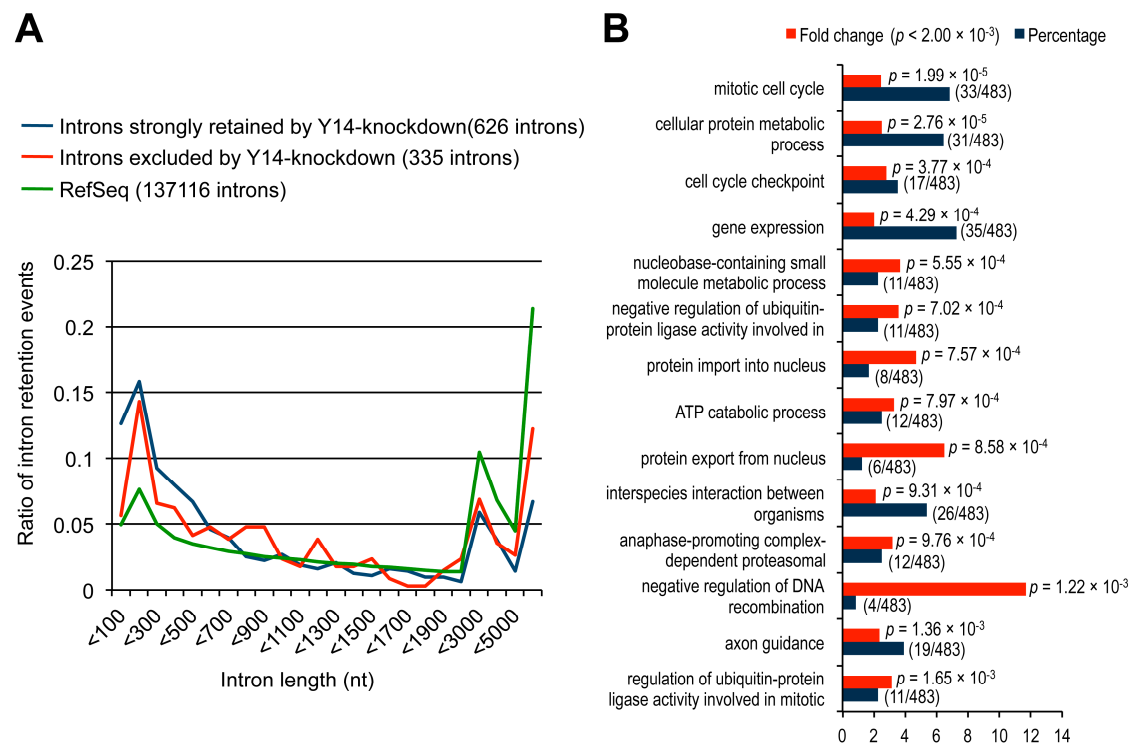 A
Introns strongly retained by Y14-knockdown(626 introns)
Introns excluded by Y14-knockdown (335 introns)
RefSeq (137116 introns)
Ratio of intron retention events
0.25
0.2
0.15
0.1
0.05
0
<100
<300
<500
<700
<900
<1100
<1300
<1500
<1700
<1900
<3000
<5000
Intron length (nt)
B
Fold change (p < 2.00 × 10-3)
Percentage
mitotic cell cycle
p = 1.99 × 10-5
(33/483)
cellular protein metabolic
process
p = 2.76 × 10-5
(31/483)
cell cycle checkpoint
p = 3.77 × 10-4
(17/483)
gene expression
p = 4.29 × 10-4
(35/483)
nucleobase-containing small
molecule metabolic process
p = 5.55 × 10-4
(11/483)
negative regulation of ubiquitin-
protein ligase activity involved in
p = 7.02 × 10-4
(11/483)
protein import into nucleus
p = 7.57 × 10-4
(8/483)
ATP catabolic process
p = 7.97 × 10-4
(12/483)
protein export from nucleus
p = 8.58 × 10-4
(6/483)
interspecies interaction between
organisms
p = 9.31 × 10-4
(26/483)
anaphase-promoting complex-
dependent proteasomal
p = 9.76 × 10-4
(12/483)
negative regulation of DNA
recombination
p = 1.22 × 10-3
(4/483)
axon guidance
p = 1.36 × 10-3
(19/483)
regulation of ubiquitin-protein
ligase activity involved in mitotic
p = 1.65 × 10-3
(11/483)
0 2 4 6 8 10 12 14